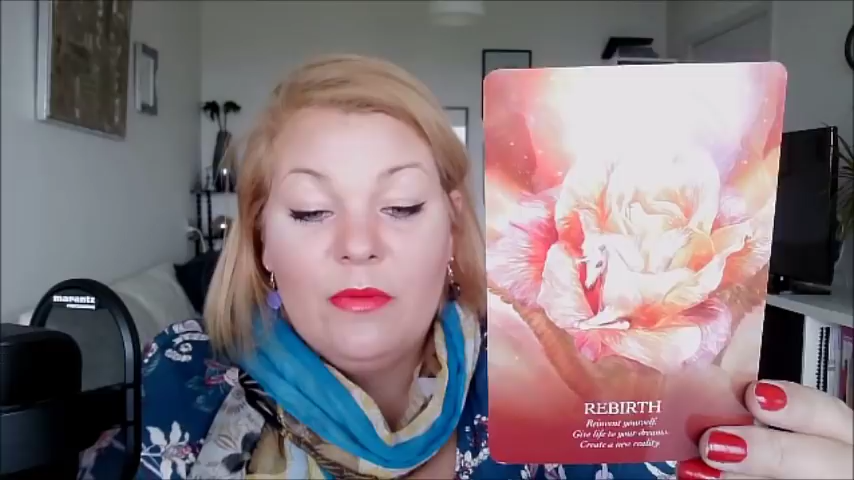 marantz
REBIRTH
Reinvent yourself.
Give life to your dreams.
Create a new reality